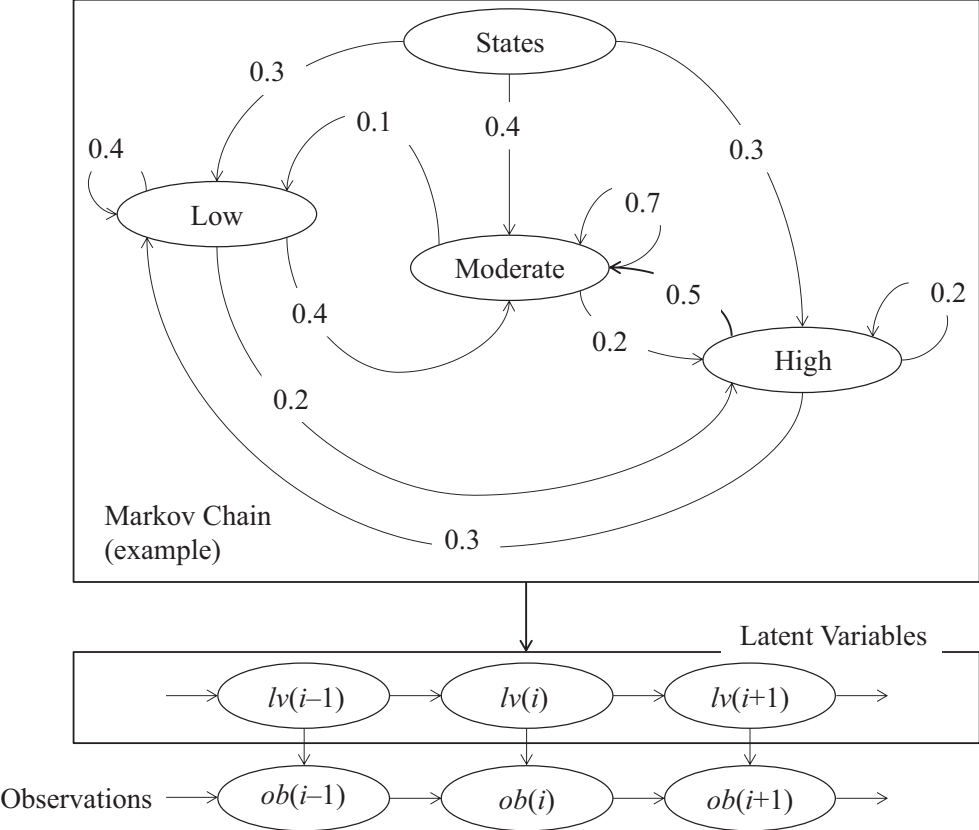 States
0.3
0.1
0.4
0.4
0.3
Low
0.7
Moderate
0.5
0.2
0.4
0.2
High
0.2
Markov Chain
(example)
0.3
Latent Variables
lv(i–1)
lv(i)
lv(i+1)
Observations
ob(i–1)
ob(i)
ob(i+1)